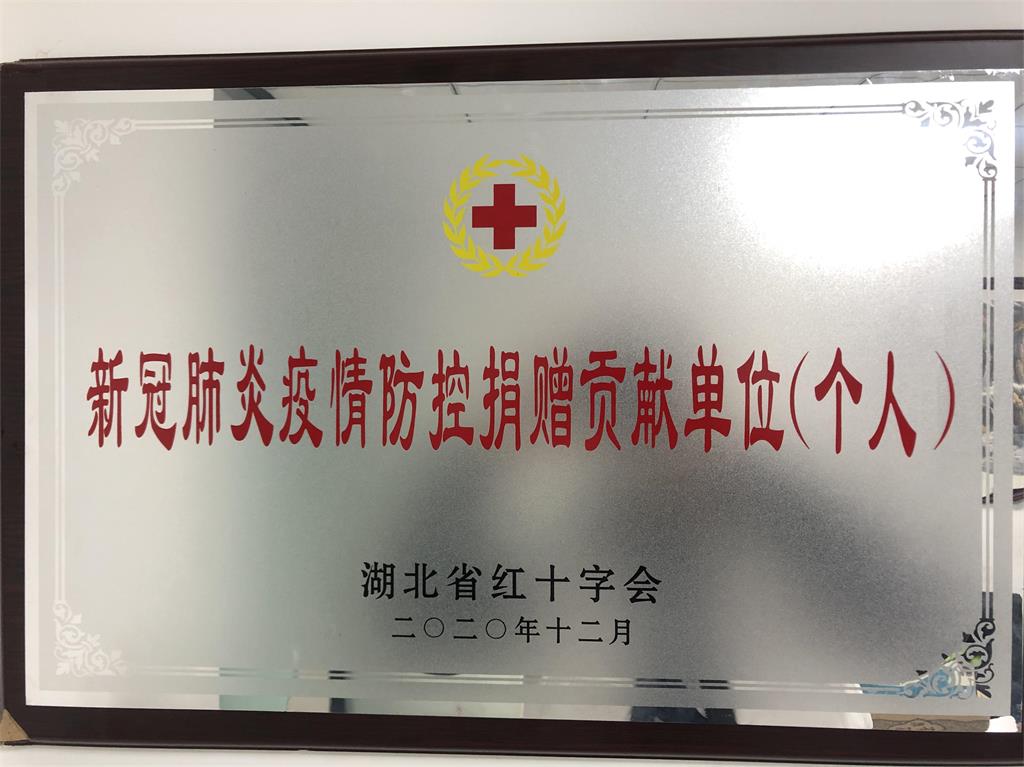 新冠肺炎疫情防控捐赠贡献单位(个人)
湖北省红十字会
二〇二〇年十二月